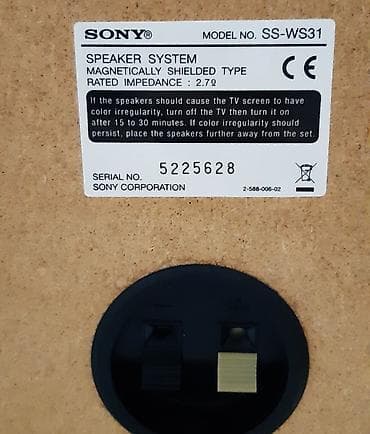 SONY® MODEL NO. SS-WS31
SPEAKER SYSTEM
MAGNETICALLY SHIELDED TYPE
RATED IMPEDANCE : 2.7Ω
CE
If the speakers should cause the TV screen to have
color irregularity, turn off the TV then turn it on
after 15 to 30 minutes. If color irregularity should
persist, place the speakers further away from the set.
SERIAL NO. 5225628
SONY CORPORATION 2-588-006-02